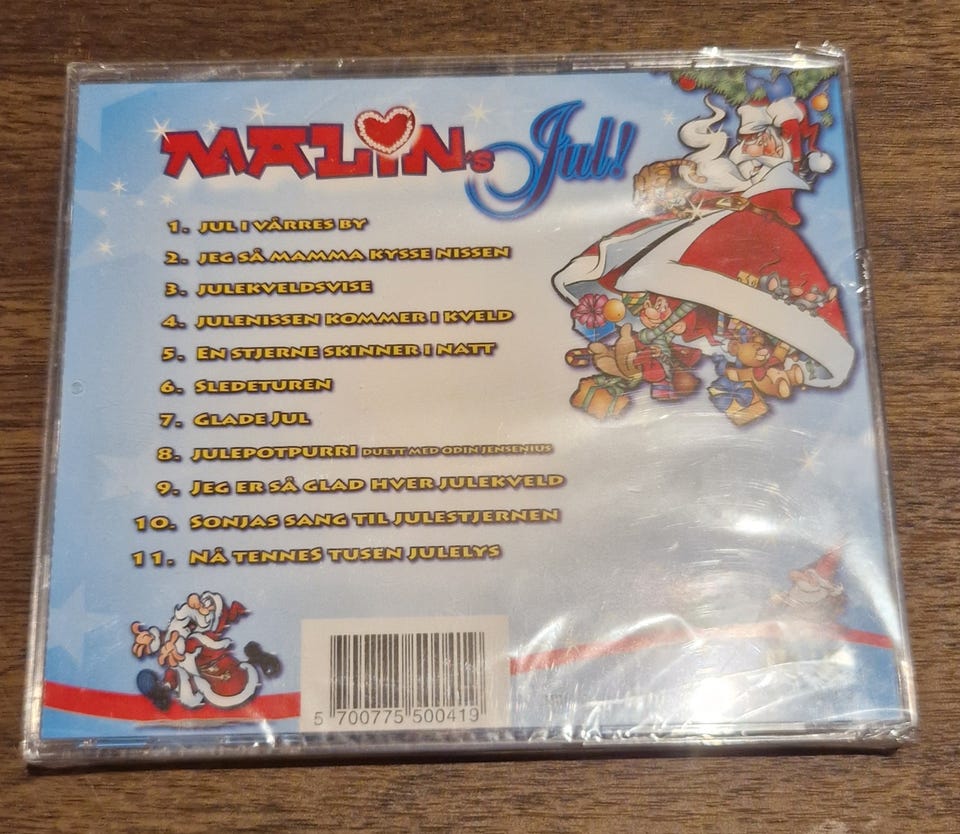 MALIN's Jul!
1. JUL I VÅRRES BY
2. JEG SÅ MAMMA KYSSE NISSEN
3. JULEKVELDSVISE
4. JULENISSEN KOMMER I KVELD
5. EN STJERNE SKINNER I NATT
6. SLEDETUREN
7. GLADE JUL
8. JULEPOTPURRI DUETT MED ODIN JENSENIUS
9. JEG ER SÅ GLAD HVER JULEKVELD
10. SONJAS SANG TIL JULESTJERNEN
11. NÅ TENNES TUSEN JULELYS
5 700775 500419